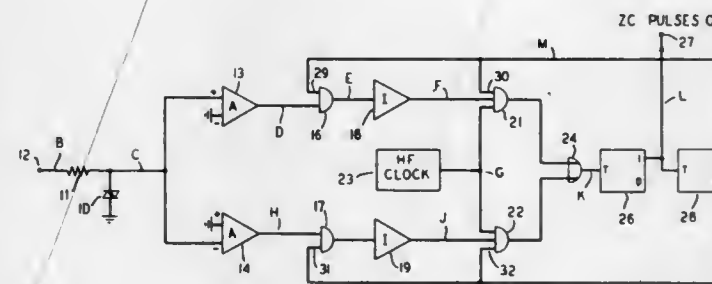 ZC PULSES O
27
M
13
29
E
F
30
+
A
-
D
16
I
18
21
L
12
B
C
11
10
23
HF
CLOCK
G
24
K
T
1
0
26
T
28
+
A
-
14
H
17
31
I
19
J
22
32